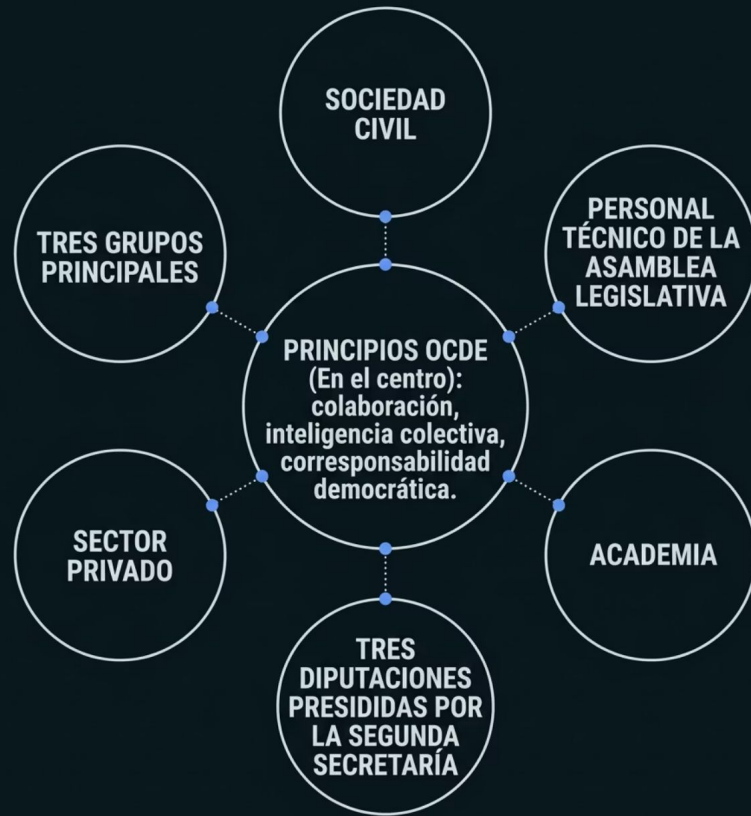 SOCIEDAD
CIVIL
TRES GRUPOS
PRINCIPALES
PERSONAL
TÉCNICO DE LA
ASAMBLEA
LEGISLATIVA
PRINCIPIOS OCDE
(En el centro):
colaboración,
inteligencia colectiva,
corresponsabilidad
democrática.
SECTOR
PRIVADO
ACADEMIA
TRES
DIPUTACIONES
PRESIDIDAS POR
LA SEGUNDA
SECRETARÍA